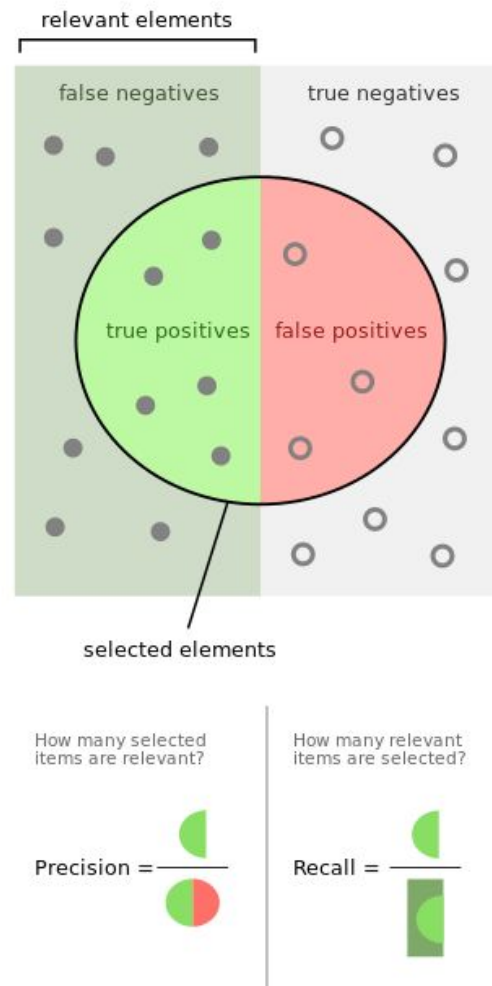 relevant elements
false negatives
true negatives
true positives
false positives
selected elements
How many selected
items are relevant?
How many relevant
items are selected?
Precision =
Recall =